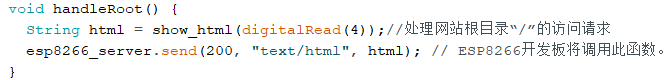 void handleRoot() {
  String html = show_html(digitalRead(4));//处理网站根目录“/”的访问请求
  esp8266_server.send(200, "text/html", html); // ESP8266开发板将调用此函数。
}